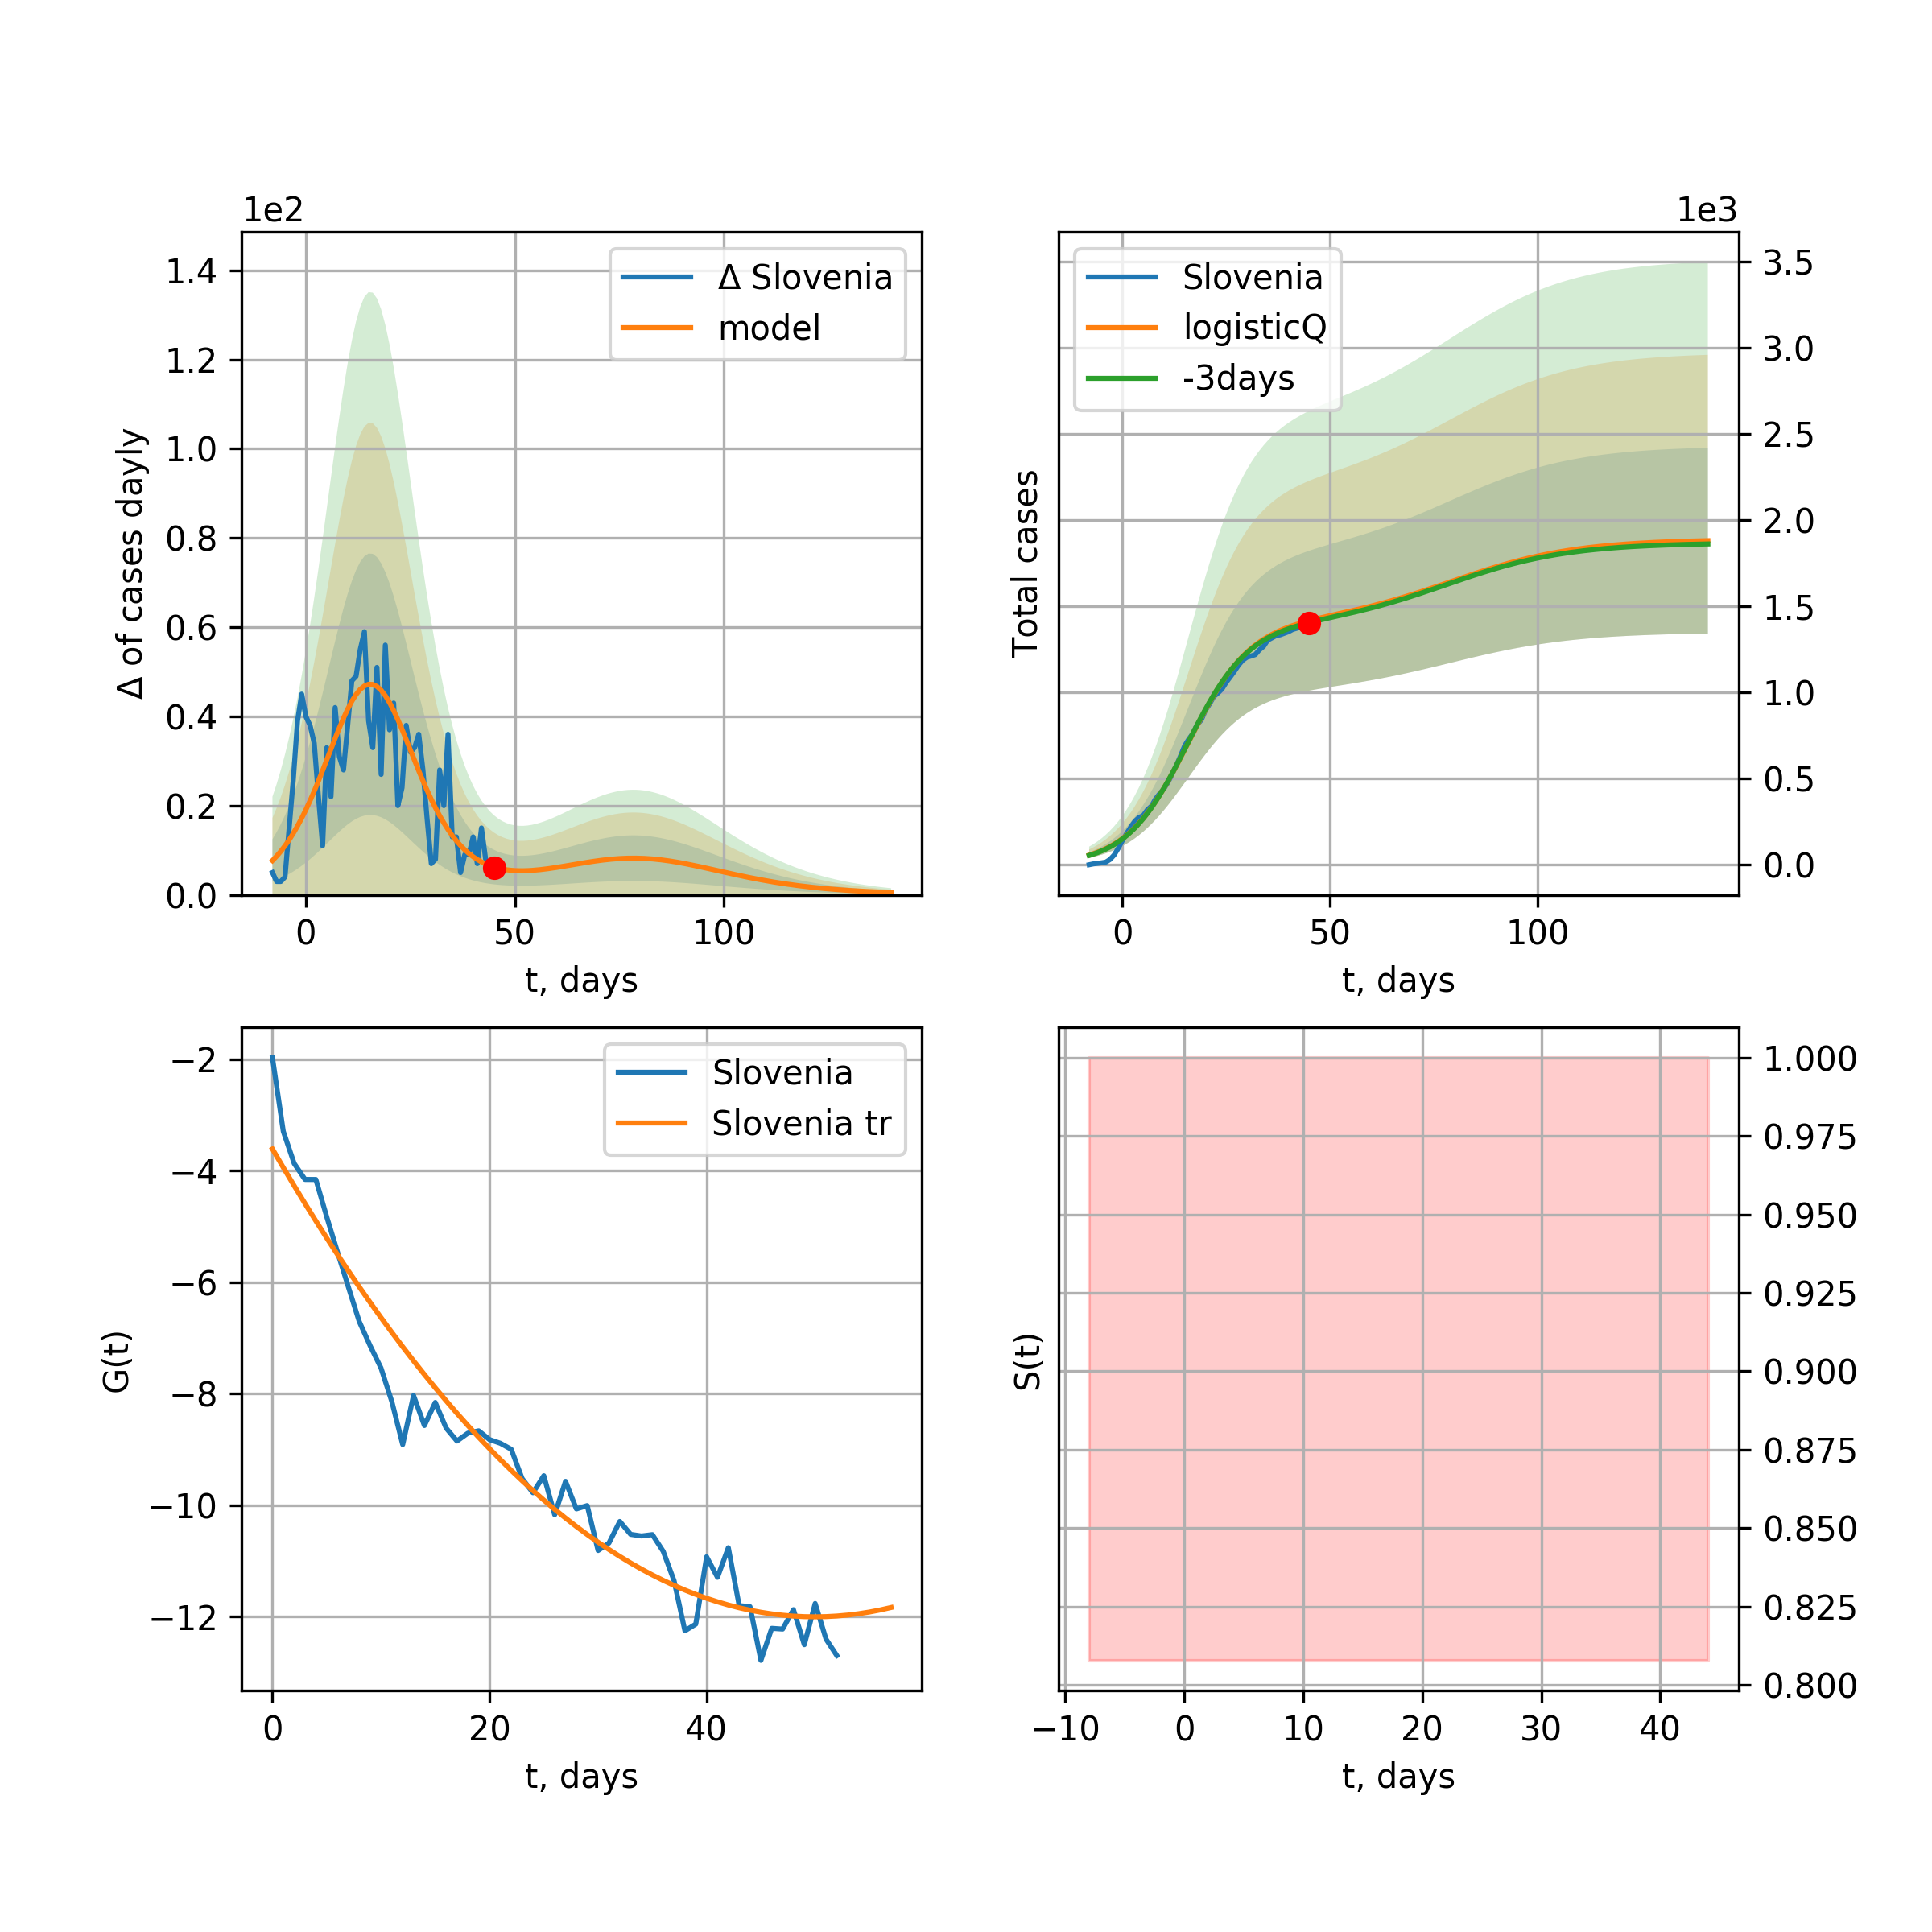 1e2
Δ of cases dayly
1.4
1.2
1.0
0.8
0.6
0.4
0.2
0.0
Δ Slovenia
model
0 50 100
t, days
1e3
Total cases
Slovenia
logisticQ
-3days
3.5
3.0
2.5
2.0
1.5
1.0
0.5
0.0
0 50 100
t, days
G(t)
−2
−4
−6
−8
−10
−12
Slovenia
Slovenia tr
0 20 40
t, days
S(t)
1.000
0.975
0.950
0.925
0.900
0.875
0.850
0.825
0.800
−10 0 10 20 30 40
t, days